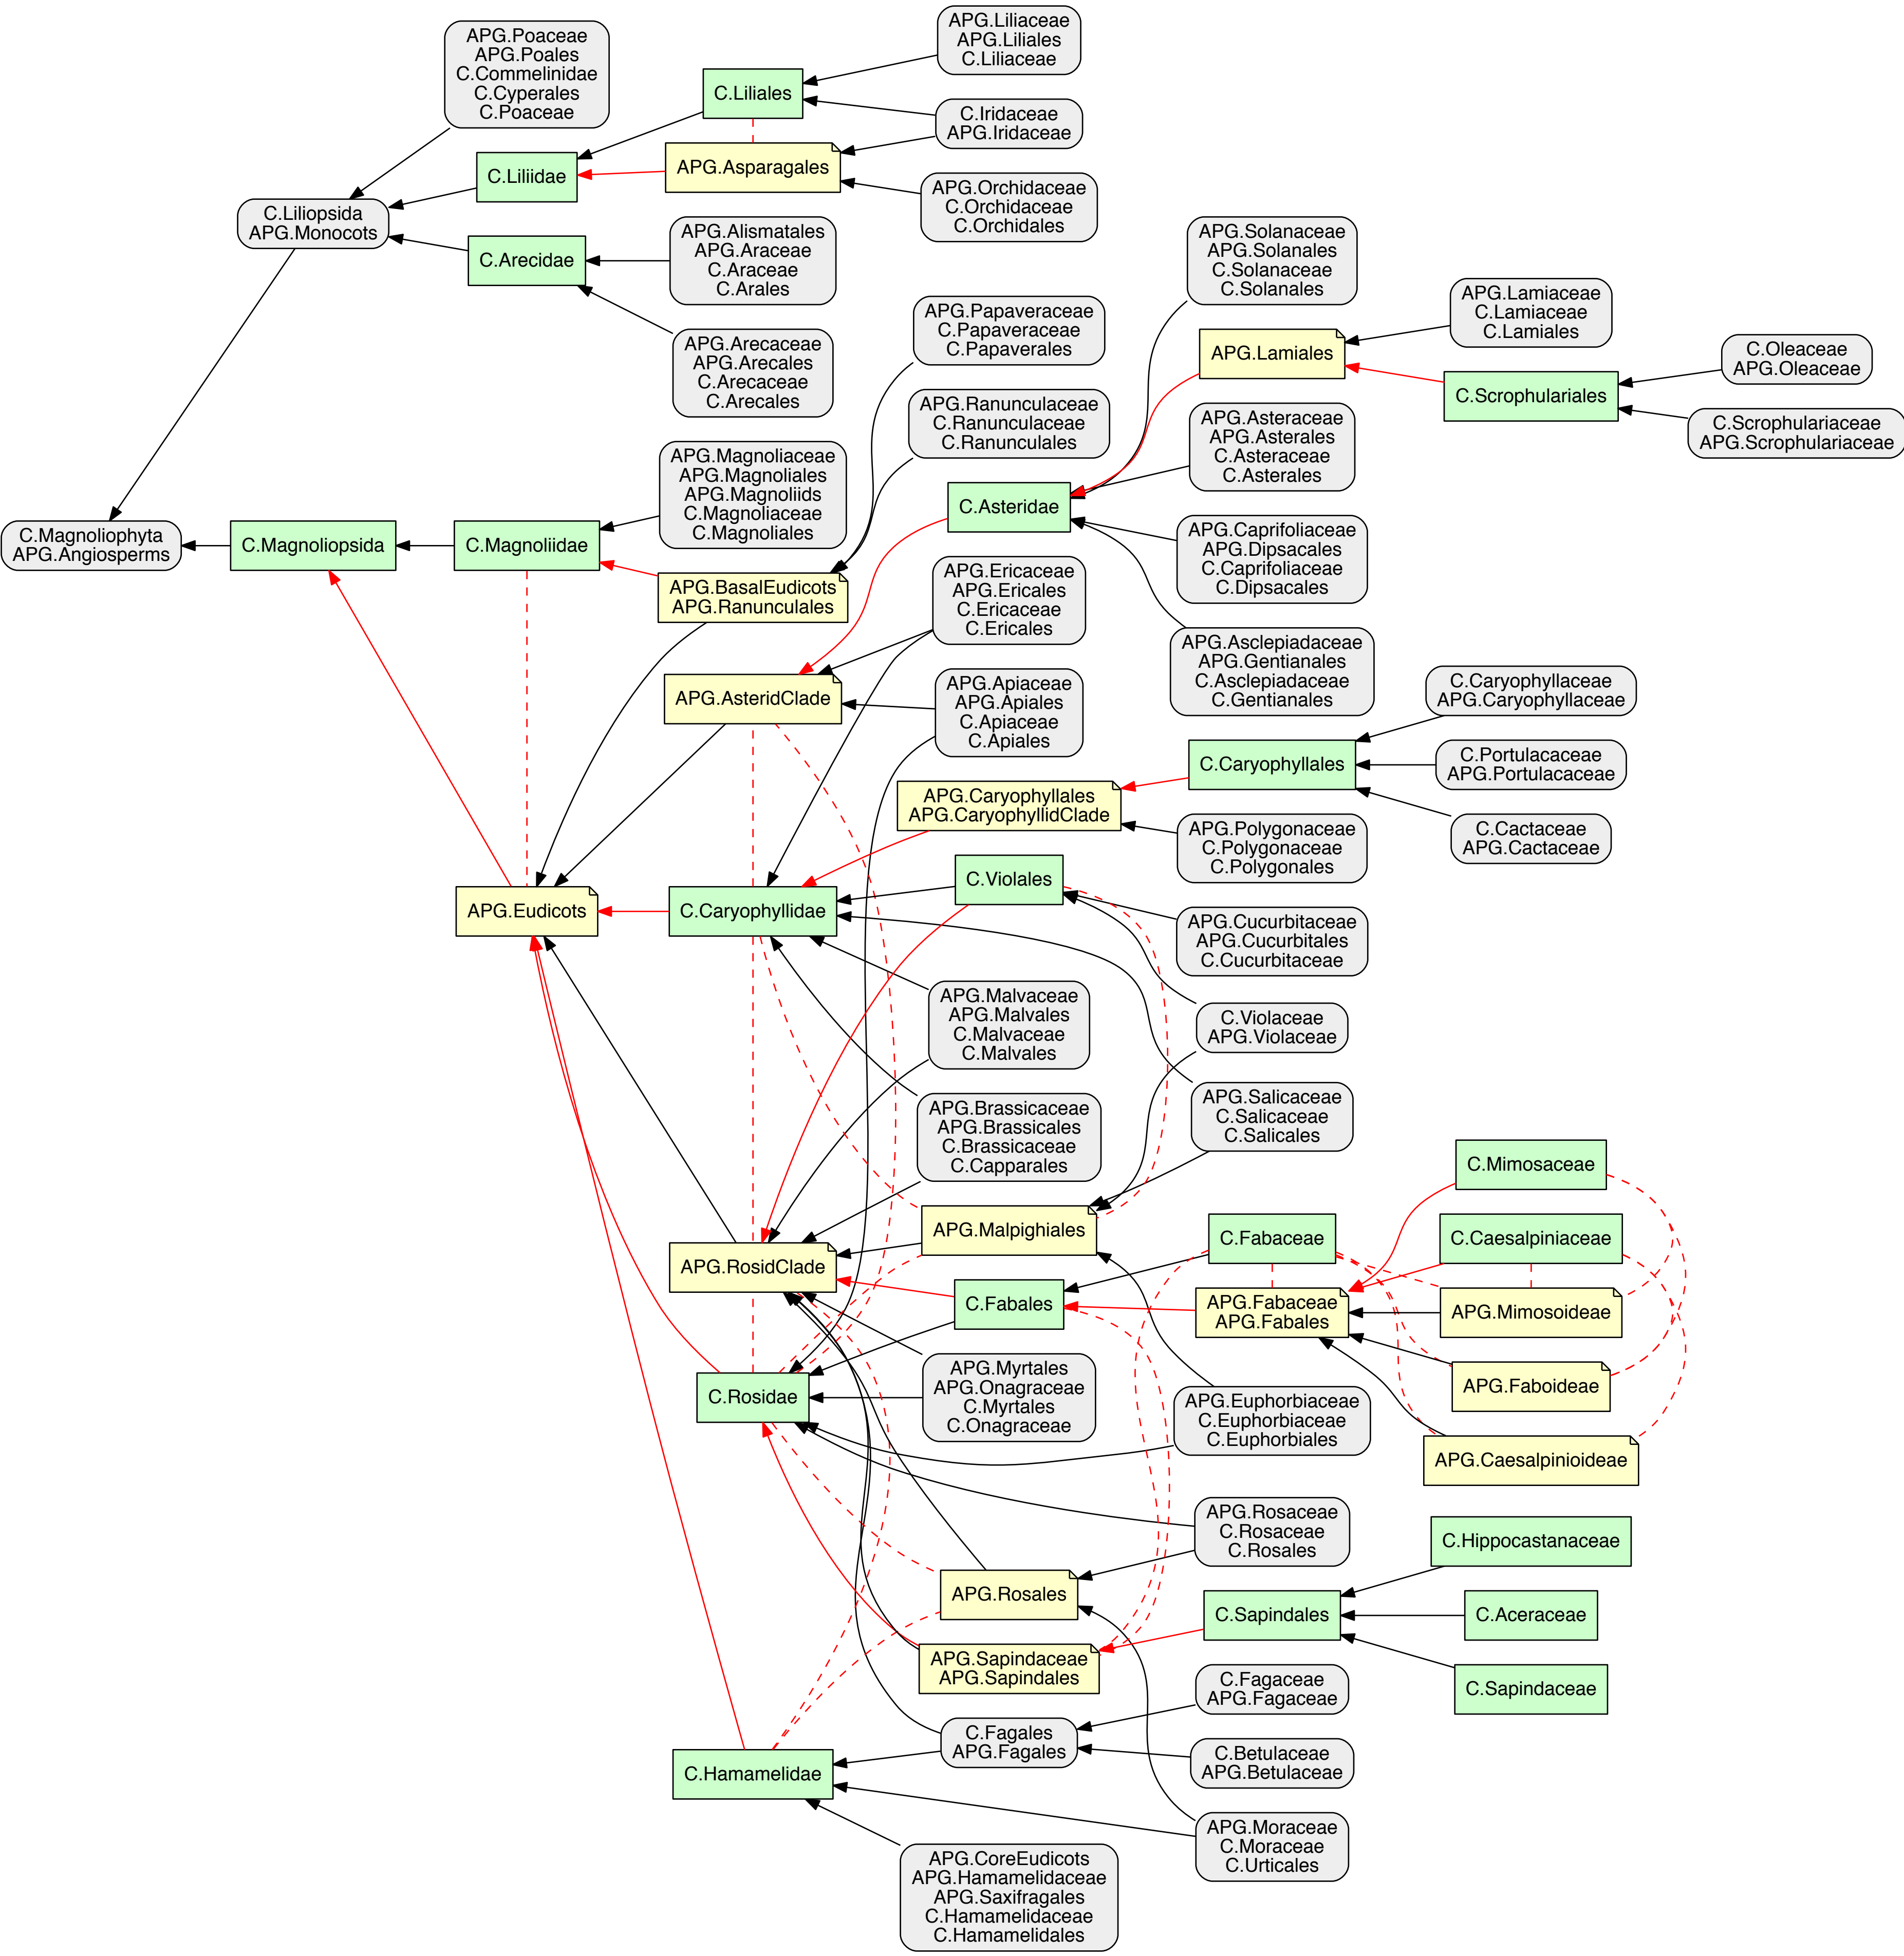 APG.Poaceae
APG.Poales
C.Commelinidae
C.Cyperales
C.Poaceae
APG.Liliaceae
APG.Liliales
C.Liliaceae
C.Liliales
C.Iridaceae
APG.Iridaceae
C.Liliidae
APG.Asparagales
APG.Orchidaceae
C.Orchidaceae
C.Orchidales
C.Liliopsida
APG.Monocots
C.Arecidae
APG.Alismatales
APG.Araceae
C.Araceae
C.Arales
APG.Solanaceae
APG.Solanales
C.Solanaceae
C.Solanales
APG.Arecaceae
APG.Arecales
C.Arecaceae
C.Arecales
APG.Papaveraceae
C.Papaveraceae
C.Papaverales
APG.Lamiales
APG.Lamiaceae
C.Lamiaceae
C.Lamiales
C.Scrophulariales
C.Oleaceae
APG.Oleaceae
C.Scrophulariaceae
APG.Scrophulariaceae
APG.Ranunculaceae
C.Ranunculaceae
C.Ranunculales
APG.Asteraceae
APG.Asterales
C.Asteraceae
C.Asterales
APG.Magnoliaceae
APG.Magnoliales
APG.Magnoliids
C.Magnoliaceae
C.Magnoliales
C.Asteridae
C.Magnoliophyta
APG.Angiosperms
C.Magnoliopsida
C.Magnoliidae
APG.BasalEudicots
APG.Ranunculales
APG.Caprifoliaceae
APG.Dipsacales
C.Caprifoliaceae
C.Dipsacales
APG.Ericaceae
APG.Ericales
C.Ericaceae
C.Ericales
APG.Asclepiadaceae
APG.Gentianales
C.Asclepiadaceae
C.Gentianales
APG.AsteridClade
APG.Apiaceae
APG.Apiales
C.Apiaceae
C.Apiales
C.Caryophyllaceae
APG.Caryophyllaceae
C.Caryophyllales
C.Portulacaceae
APG.Portulacaceae
APG.Caryophyllales
APG.CaryophyllidClade
APG.Polygonaceae
C.Polygonaceae
C.Polygonales
C.Cactaceae
APG.Cactaceae
C.Violales
APG.Eudicots
C.Caryophyllidae
APG.Cucurbitaceae
APG.Cucurbitales
C.Cucurbitaceae
APG.Malvaceae
APG.Malvales
C.Malvaceae
C.Malvales
C.Violaceae
APG.Violaceae
APG.Brassicaceae
APG.Brassicales
C.Brassicaceae
C.Capparales
APG.Salicaceae
C.Salicaceae
C.Salicales
C.Mimosaceae
APG.Malpighiales
C.Fabaceae
C.Caesalpiniaceae
APG.RosidClade
C.Fabales
APG.Fabaceae
APG.Fabales
APG.Mimosoideae
C.Rosidae
APG.Myrtales
APG.Onagraceae
C.Myrtales
C.Onagraceae
APG.Faboideae
APG.Euphorbiaceae
C.Euphorbiaceae
C.Euphorbiales
APG.Caesalpinioideae
APG.Rosaceae
C.Rosaceae
C.Rosales
C.Hippocastanaceae
APG.Rosales
C.Sapindales
C.Aceraceae
APG.Sapindaceae
APG.Sapindales
C.Sapindaceae
C.Fagaceae
APG.Fagaceae
C.Fagales
APG.Fagales
C.Betulaceae
APG.Betulaceae
C.Hamamelidae
APG.Moraceae
C.Moraceae
C.Urticales
APG.CoreEudicots
APG.Hamamelidaceae
APG.Saxifragales
C.Hamamelidaceae
C.Hamamelidales